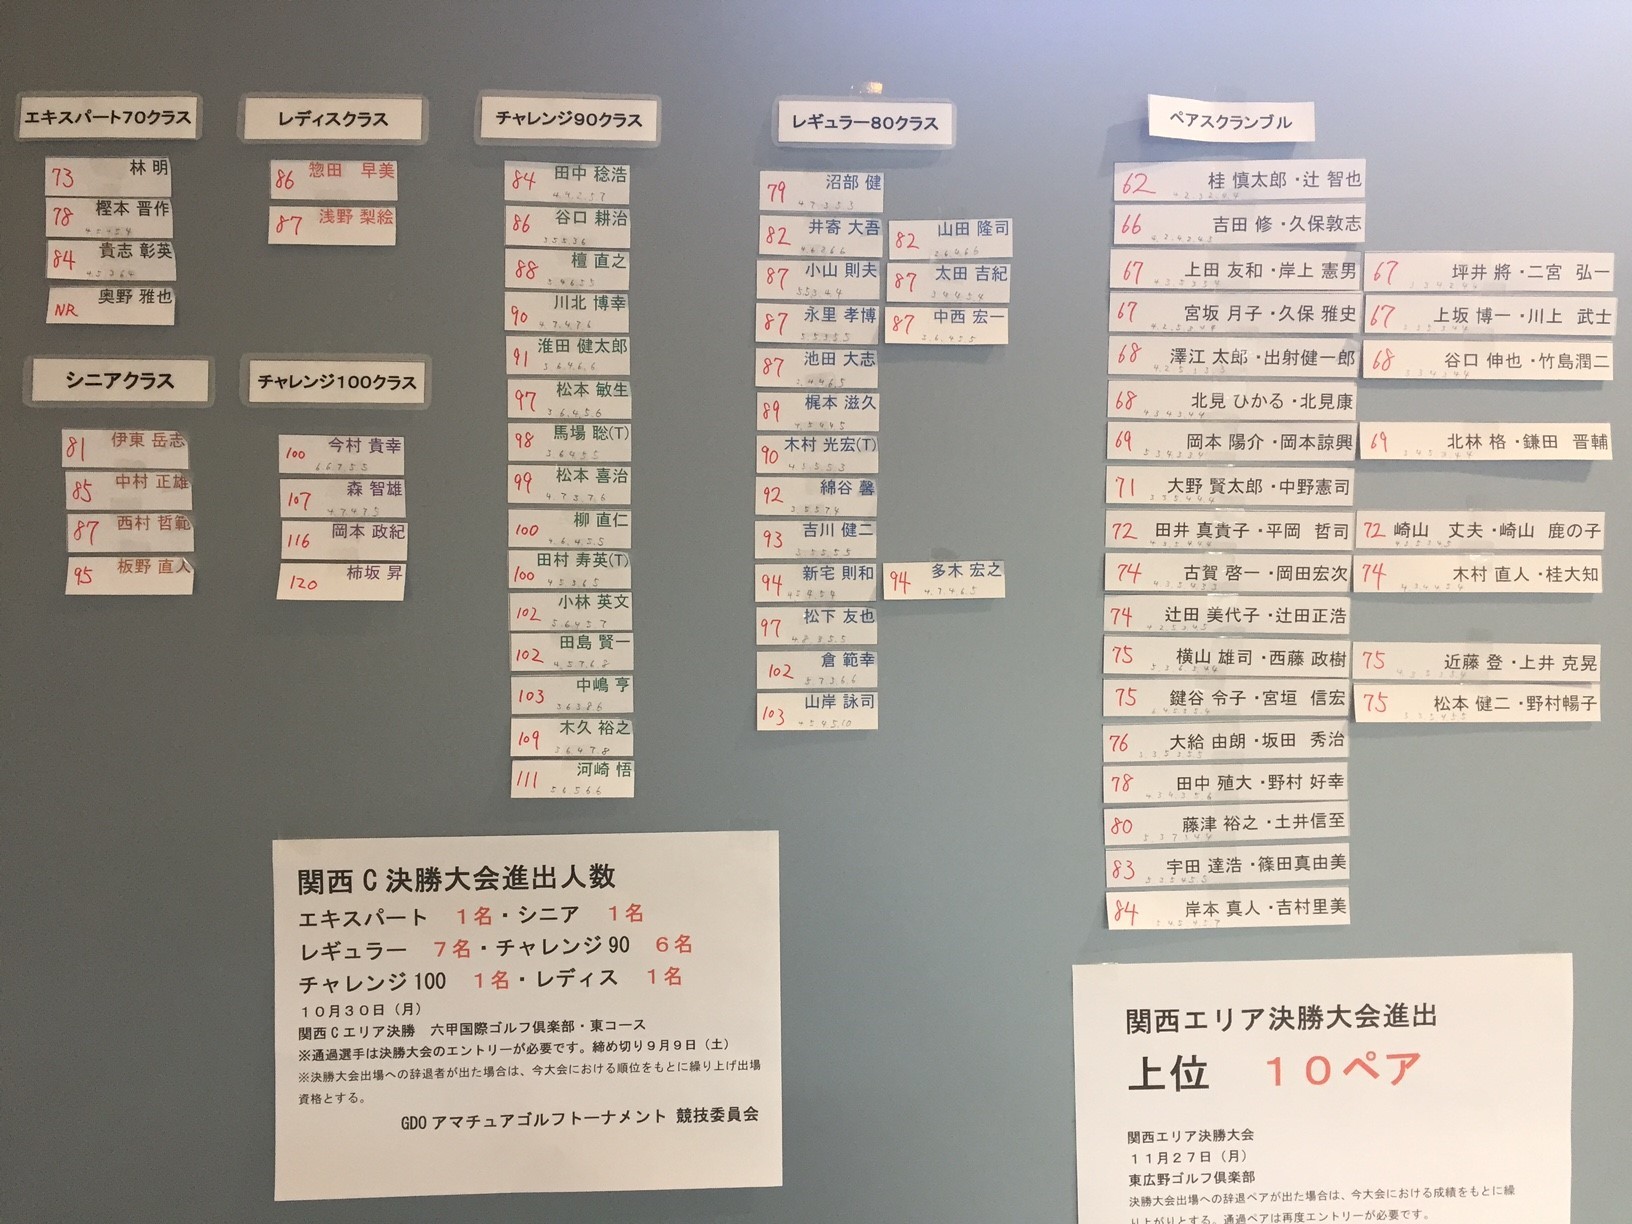 エキスパート70クラス
73 林 明
78 樫本 晋作
84 貴志 彰英
NR 奥野 雅也
シニアクラス
81 伊東 岳志
85 中村 正雄
87 西村 哲範
95 板野 直人
レディスクラス
86 惣田 早美
87 浅野 梨絵
チャレンジ100クラス
100 今村 貴幸
107 森 智雄
116 岡本 政紀
120 柿坂 昇
チャレンジ90クラス
84 田中 稔浩
86 谷口 耕治
88 檀 直之
90 川北 博幸
91 淮田 健太郎
97 松本 敏生
98 馬場 聡(T)
99 松本 喜治
100 柳 直仁
100 田村 寿英(T)
102 小林 英文
102 田島 賢一
103 中嶋 亨
109 木久 裕之
111 河崎 悟
レギュラー80クラス
79 沼部 健
82 井寄 大吾 82 山田 隆司
87 小山 則夫 87 太田 吉紀
87 永里 孝博 87 中西 宏一
87 池田 大志
89 梶本 滋久
90 木村 光宏(T)
92 綿谷 馨
93 吉川 健二
94 新宅 則和 94 多木 宏之
97 松下 友也
102 倉 範幸
103 山岸 詠司
ペアスクランブル
62 桂 慎太郎・辻 智也
66 吉田 修・久保敦志
67 上田 友和・岸上 憲男 67 坪井 將・二宮 弘一
67 宮坂 月子・久保 雅史 67 上坂 博一・川上 武士
68 澤江 太郎・出射健一郎 68 谷口 伸也・竹島潤二
68 北見 ひかる・北見康
69 岡本 陽介・岡本諒興 69 北林 格・鎌田 晋輔
71 大野 賢太郎・中野憲司
72 田井 真貴子・平岡 哲司 72 崎山 丈夫・崎山 鹿の子
74 古賀 啓一・岡田宏次 74 木村 直人・桂大知
74 辻田 美代子・辻田正浩
75 横山 雄司・西藤 政樹 75 近藤 登・上井 克晃
75 鍵谷 令子・宮垣 信宏 75 松本 健二・野村暢子
76 大給 由朗・坂田 秀治
78 田中 殖大・野村 好幸
80 藤津 裕之・土井信至
83 宇田 達浩・篠田真由美
84 岸本 真人・吉村里美
関西C決勝大会進出人数
エキスパート 1名・シニア 1名
レギュラー 7名・チャレンジ90 6名
チャレンジ100 1名・レディス 1名
10月30日（月）
関西Cエリア決勝 六甲国際ゴルフ倶楽部・東コース
※通過選手は決勝大会のエントリーが必要です。締め切り9月9日（土）
※決勝大会出場への辞退者が出た場合は、今大会における順位をもとに繰り上げ出場
資格とする。
GDOアマチュアゴルフトーナメント 競技委員会
関西エリア決勝大会進出
上位 10ペア
関西エリア決勝大会
11月27日（月）
東広野ゴルフ倶楽部
決勝大会出場への辞退ペアが出た場合は、今大会における成績をもとに繰
り上がりとする。通過ペアは再度エントリーが必要です。